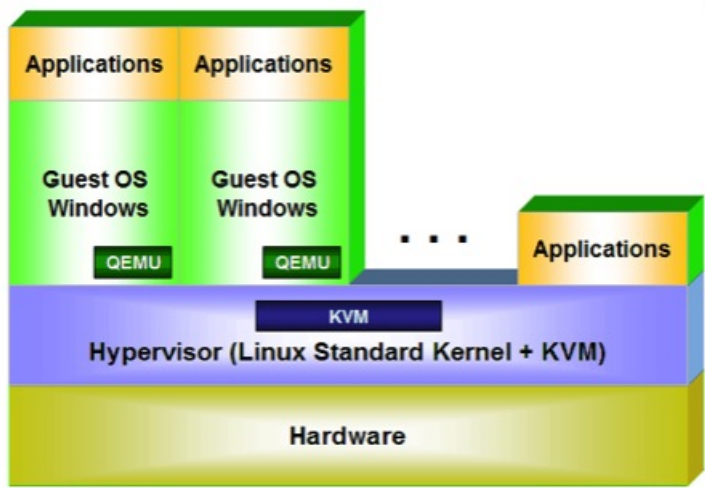 Applications
Applications
Guest OS
Windows
Guest OS
Windows
QEMU
QEMU
. . .
Applications
KVM
Hypervisor (Linux Standard Kernel + KVM)
Hardware